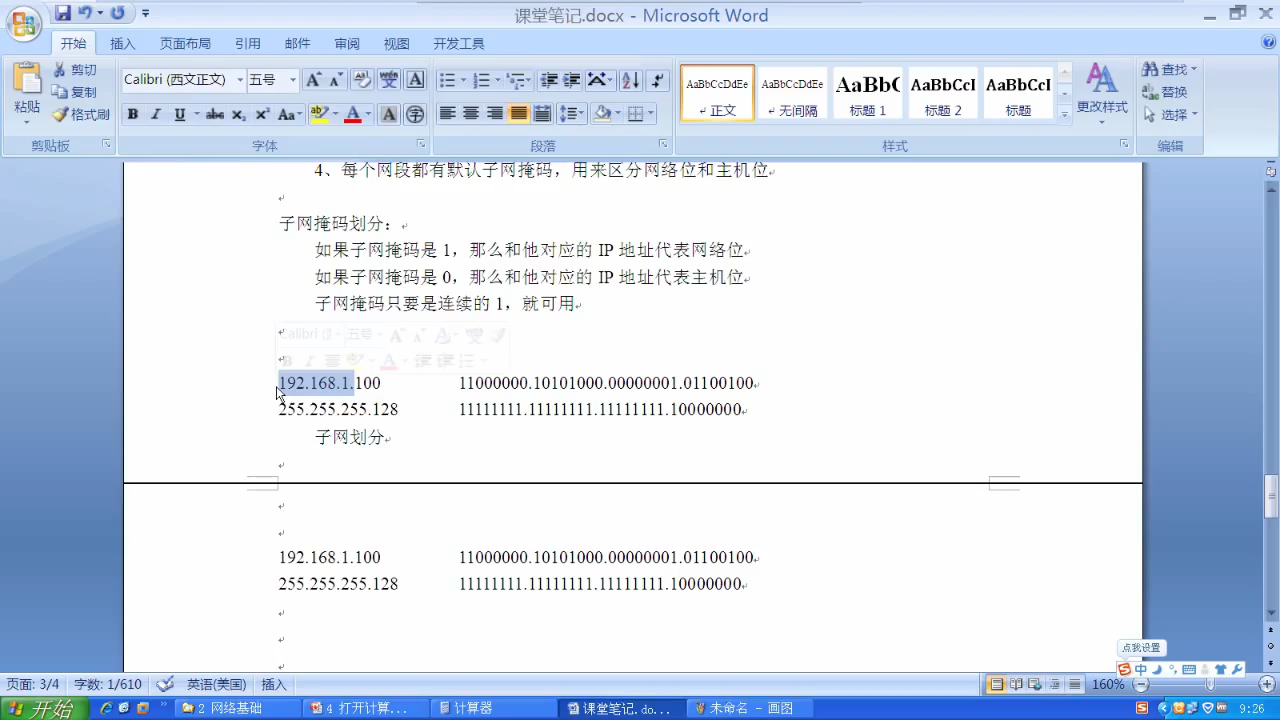 课堂笔记.docx - Microsoft Word
开始 插入 页面布局 引用 邮件 审阅 视图 开发工具
粘贴
剪切
复制
格式刷
剪贴板
Calibri (西文正文) 五号
字体
段落
AaBbCcDdEe
正文
AaBbCcDdEe
无间隔
AaBbC
标题 1
AaBbCcI
标题 2
AaBbCcI
标题
更改样式
样式
查找
替换
选择
编辑
4、每个网段都有默认子网掩码，用来区分网络位和主机位
子网掩码划分：
如果子网掩码是 1，那么和他对应的 IP 地址代表网络位
如果子网掩码是 0，那么和他对应的 IP 地址代表主机位
子网掩码只要是连续的 1，就可用
192.168.1.100 11000000.10101000.00000001.01100100
255.255.255.128 11111111.11111111.11111111.10000000
子网划分
192.168.1.100 11000000.10101000.00000001.01100100
255.255.255.128 11111111.11111111.11111111.10000000
点我设置
中
页面: 3/4 字数: 1/610 英语(美国) 插入 160%
开始 2 网络基础 4 打开计算... 计算器 课堂笔记.do... 未命名 - 画图 9:26